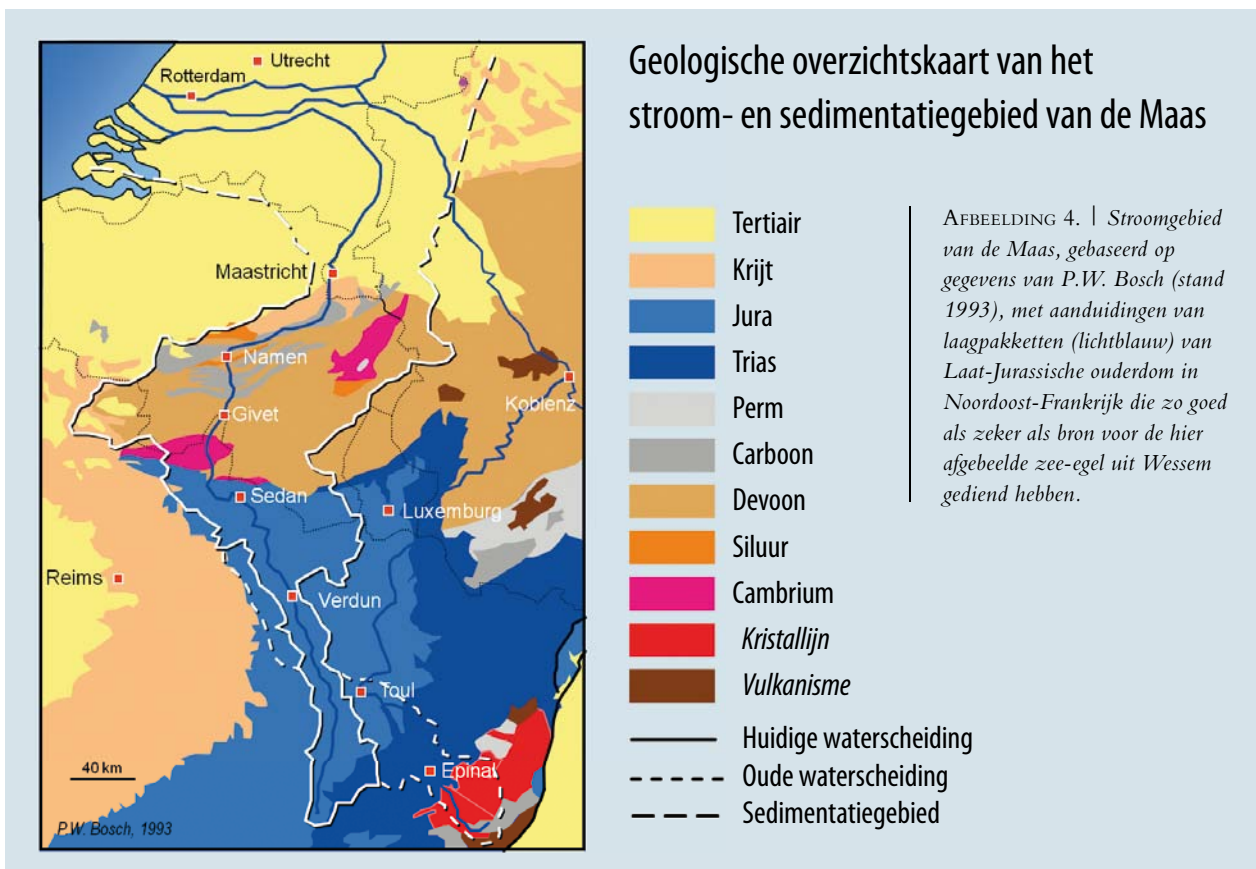 Geologische overzichtskaart van het
stroom- en sedimentatiegebied van de Maas
Utrecht
Rotterdam
Maastricht
Namen
Koblenz
Givet
Sedan
Luxemburg
Reims
Verdun
Toul
Epinal
40 km
P.W. Bosch, 1993
Tertiair
Krijt
Jura
Trias
Perm
Carboon
Devoon
Siluur
Cambrium
Kristallijn
Vulkanisme
Huidige waterscheiding
Oude waterscheiding
Sedimentatiegebied
AFBEELDING 4. | Stroomgebied
van de Maas, gebaseerd op
gegevens van P.W. Bosch (stand
1993), met aanduidingen van
laagpakketten (lichtblauw) van
Laat-Jurassische ouderdom in
Noordoost-Frankrijk die zo goed
als zeker als bron voor de hier
afgebeelde zee-egel uit Wessem
gediend hebben.